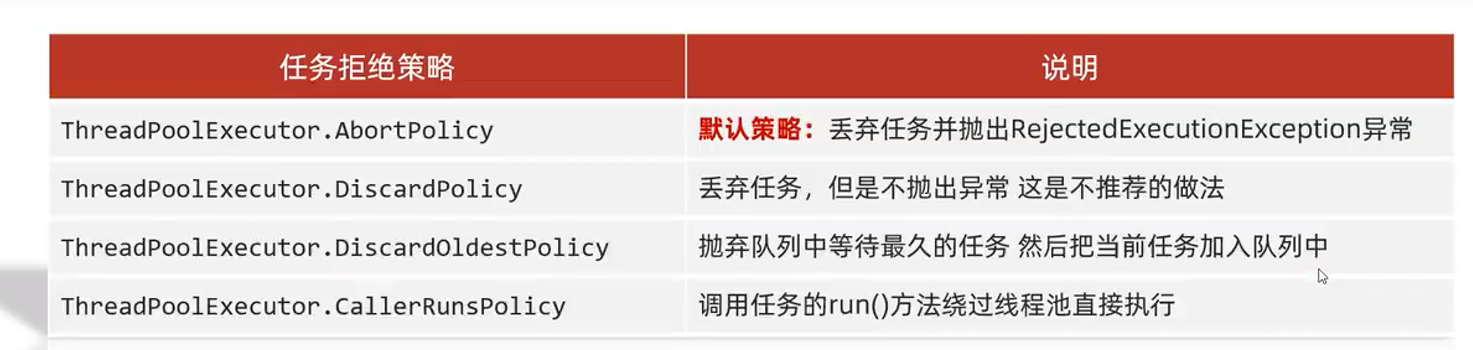 任务拒绝策略 说明
ThreadPoolExecutor.AbortPolicy 默认策略：丢弃任务并抛出RejectedExecutionException异常
ThreadPoolExecutor.DiscardPolicy 丢弃任务，但是不抛出异常 这是不推荐的做法
ThreadPoolExecutor.DiscardOldestPolicy 抛弃队列中等待最久的任务 然后把当前任务加入队列中
ThreadPoolExecutor.CallerRunsPolicy 调用任务的run()方法绕过线程池直接执行